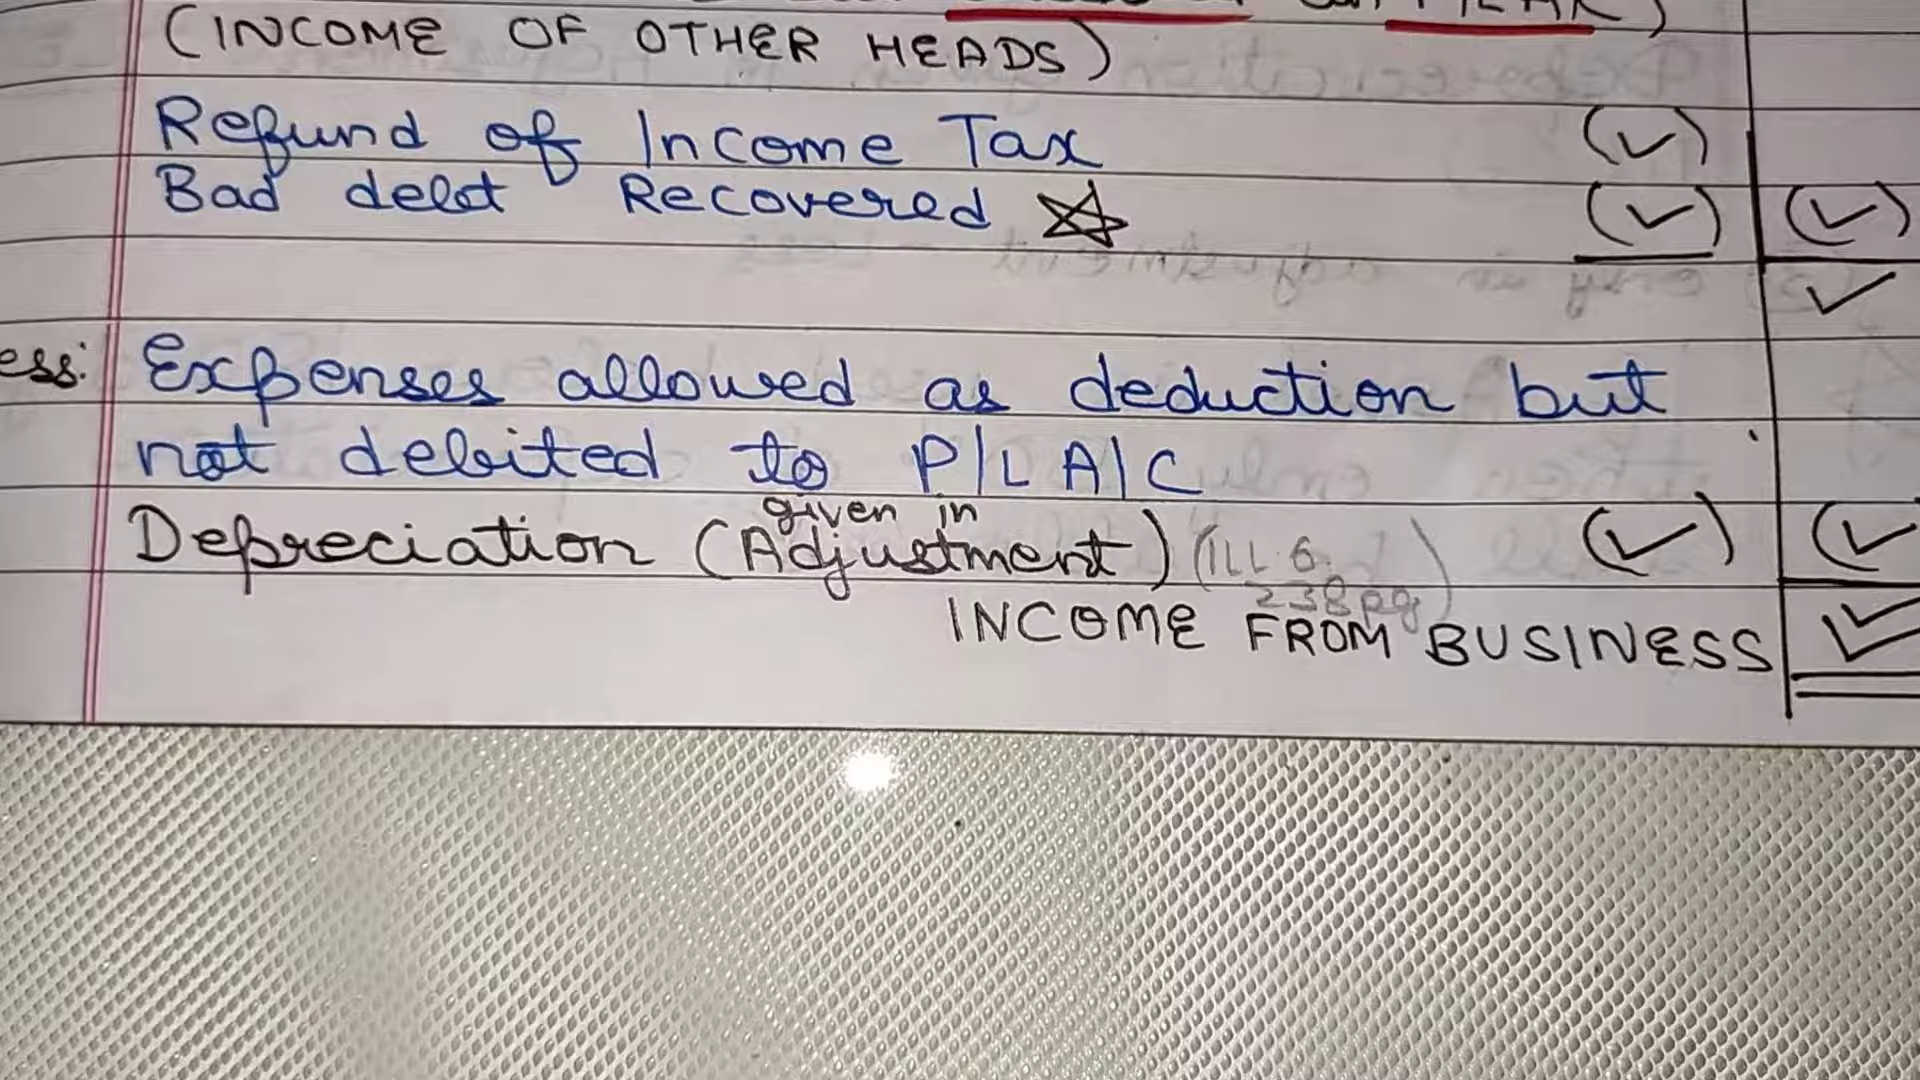 (INCOME OF OTHER HEADS)
Refund of Income Tax (✓)
Bad debt Recovered ☆ (✓) (✓)
✓
ess: Expenses allowed as deduction but
not debited to P/L A/C
Depreciation (given in Adjustment) (ILL 6. 238 pg) (✓) (✓
INCOME FROM BUSINESS ✓